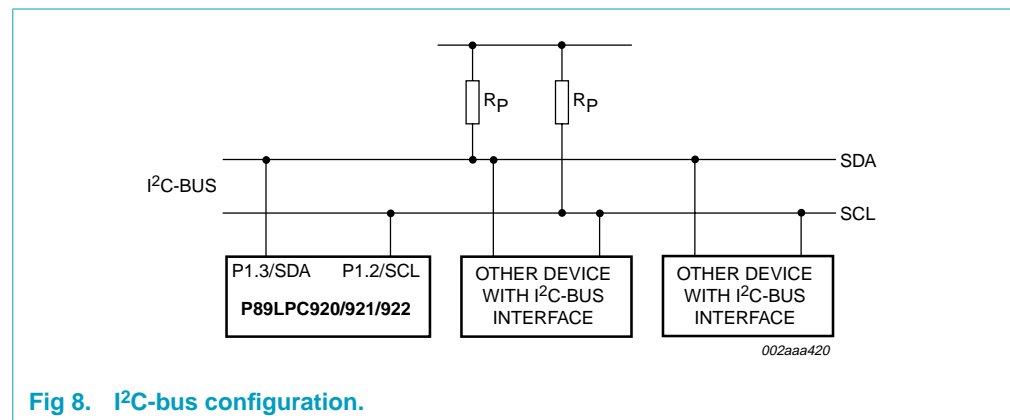 RP RP
SDA
I2C-BUS
SCL
P1.3/SDA P1.2/SCL
P89LPC920/921/922
OTHER DEVICE
WITH I2C-BUS
INTERFACE
OTHER DEVICE
WITH I2C-BUS
INTERFACE
002aaa420
Fig 8. I2C-bus configuration.